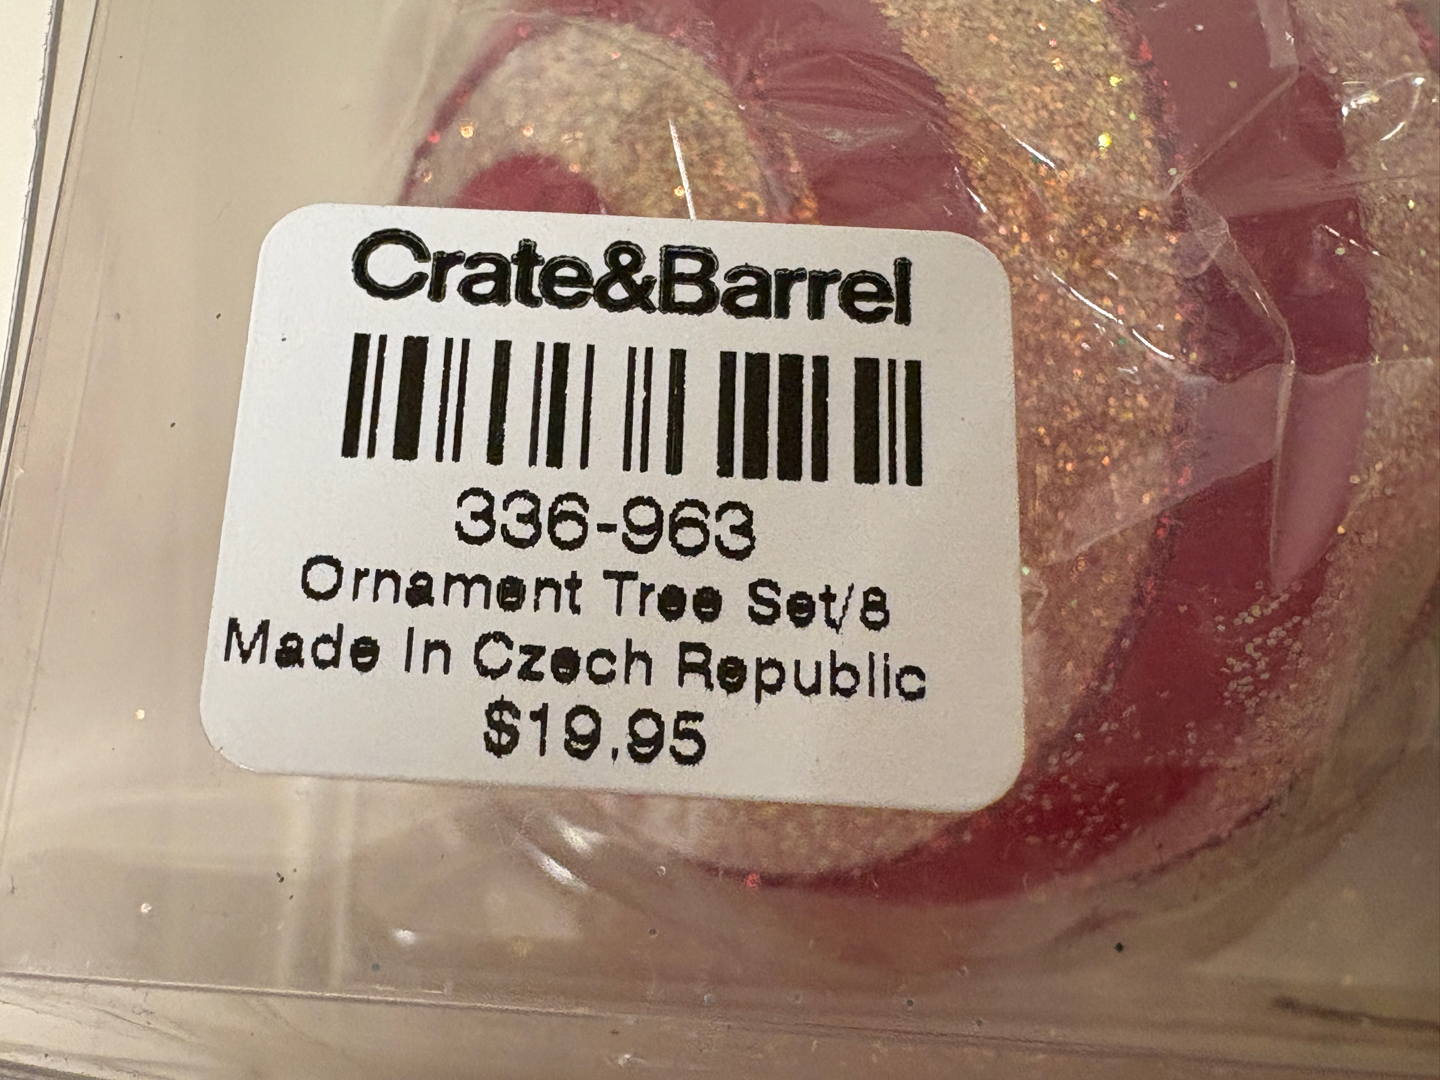 Crate&Barrel
336-963
Ornament Tree Set/8
Made In Czech Republic
$19.95